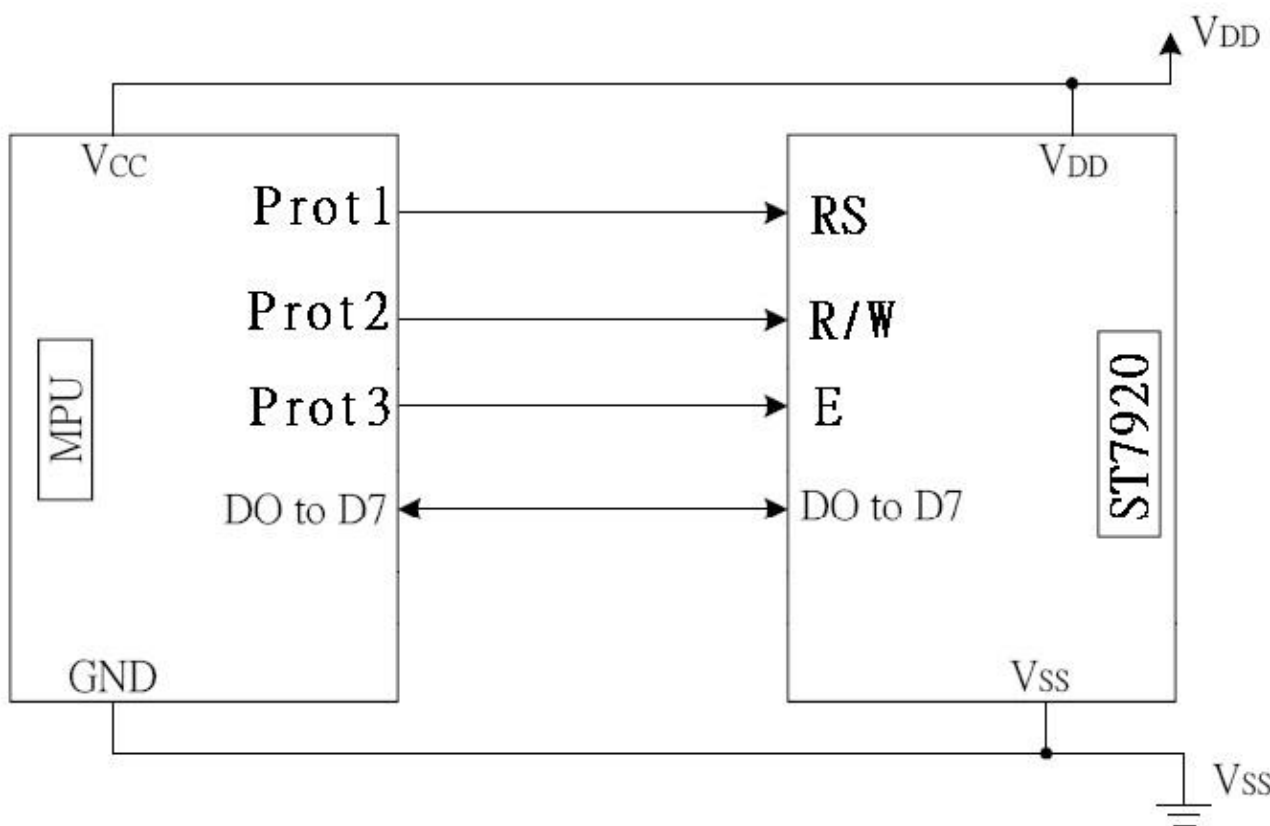 VDD
VCC
VDD
Prot1
RS
Prot2
R/W
Prot3
E
MPU
ST7920
DO to D7
DO to D7
GND
VSS
VSS